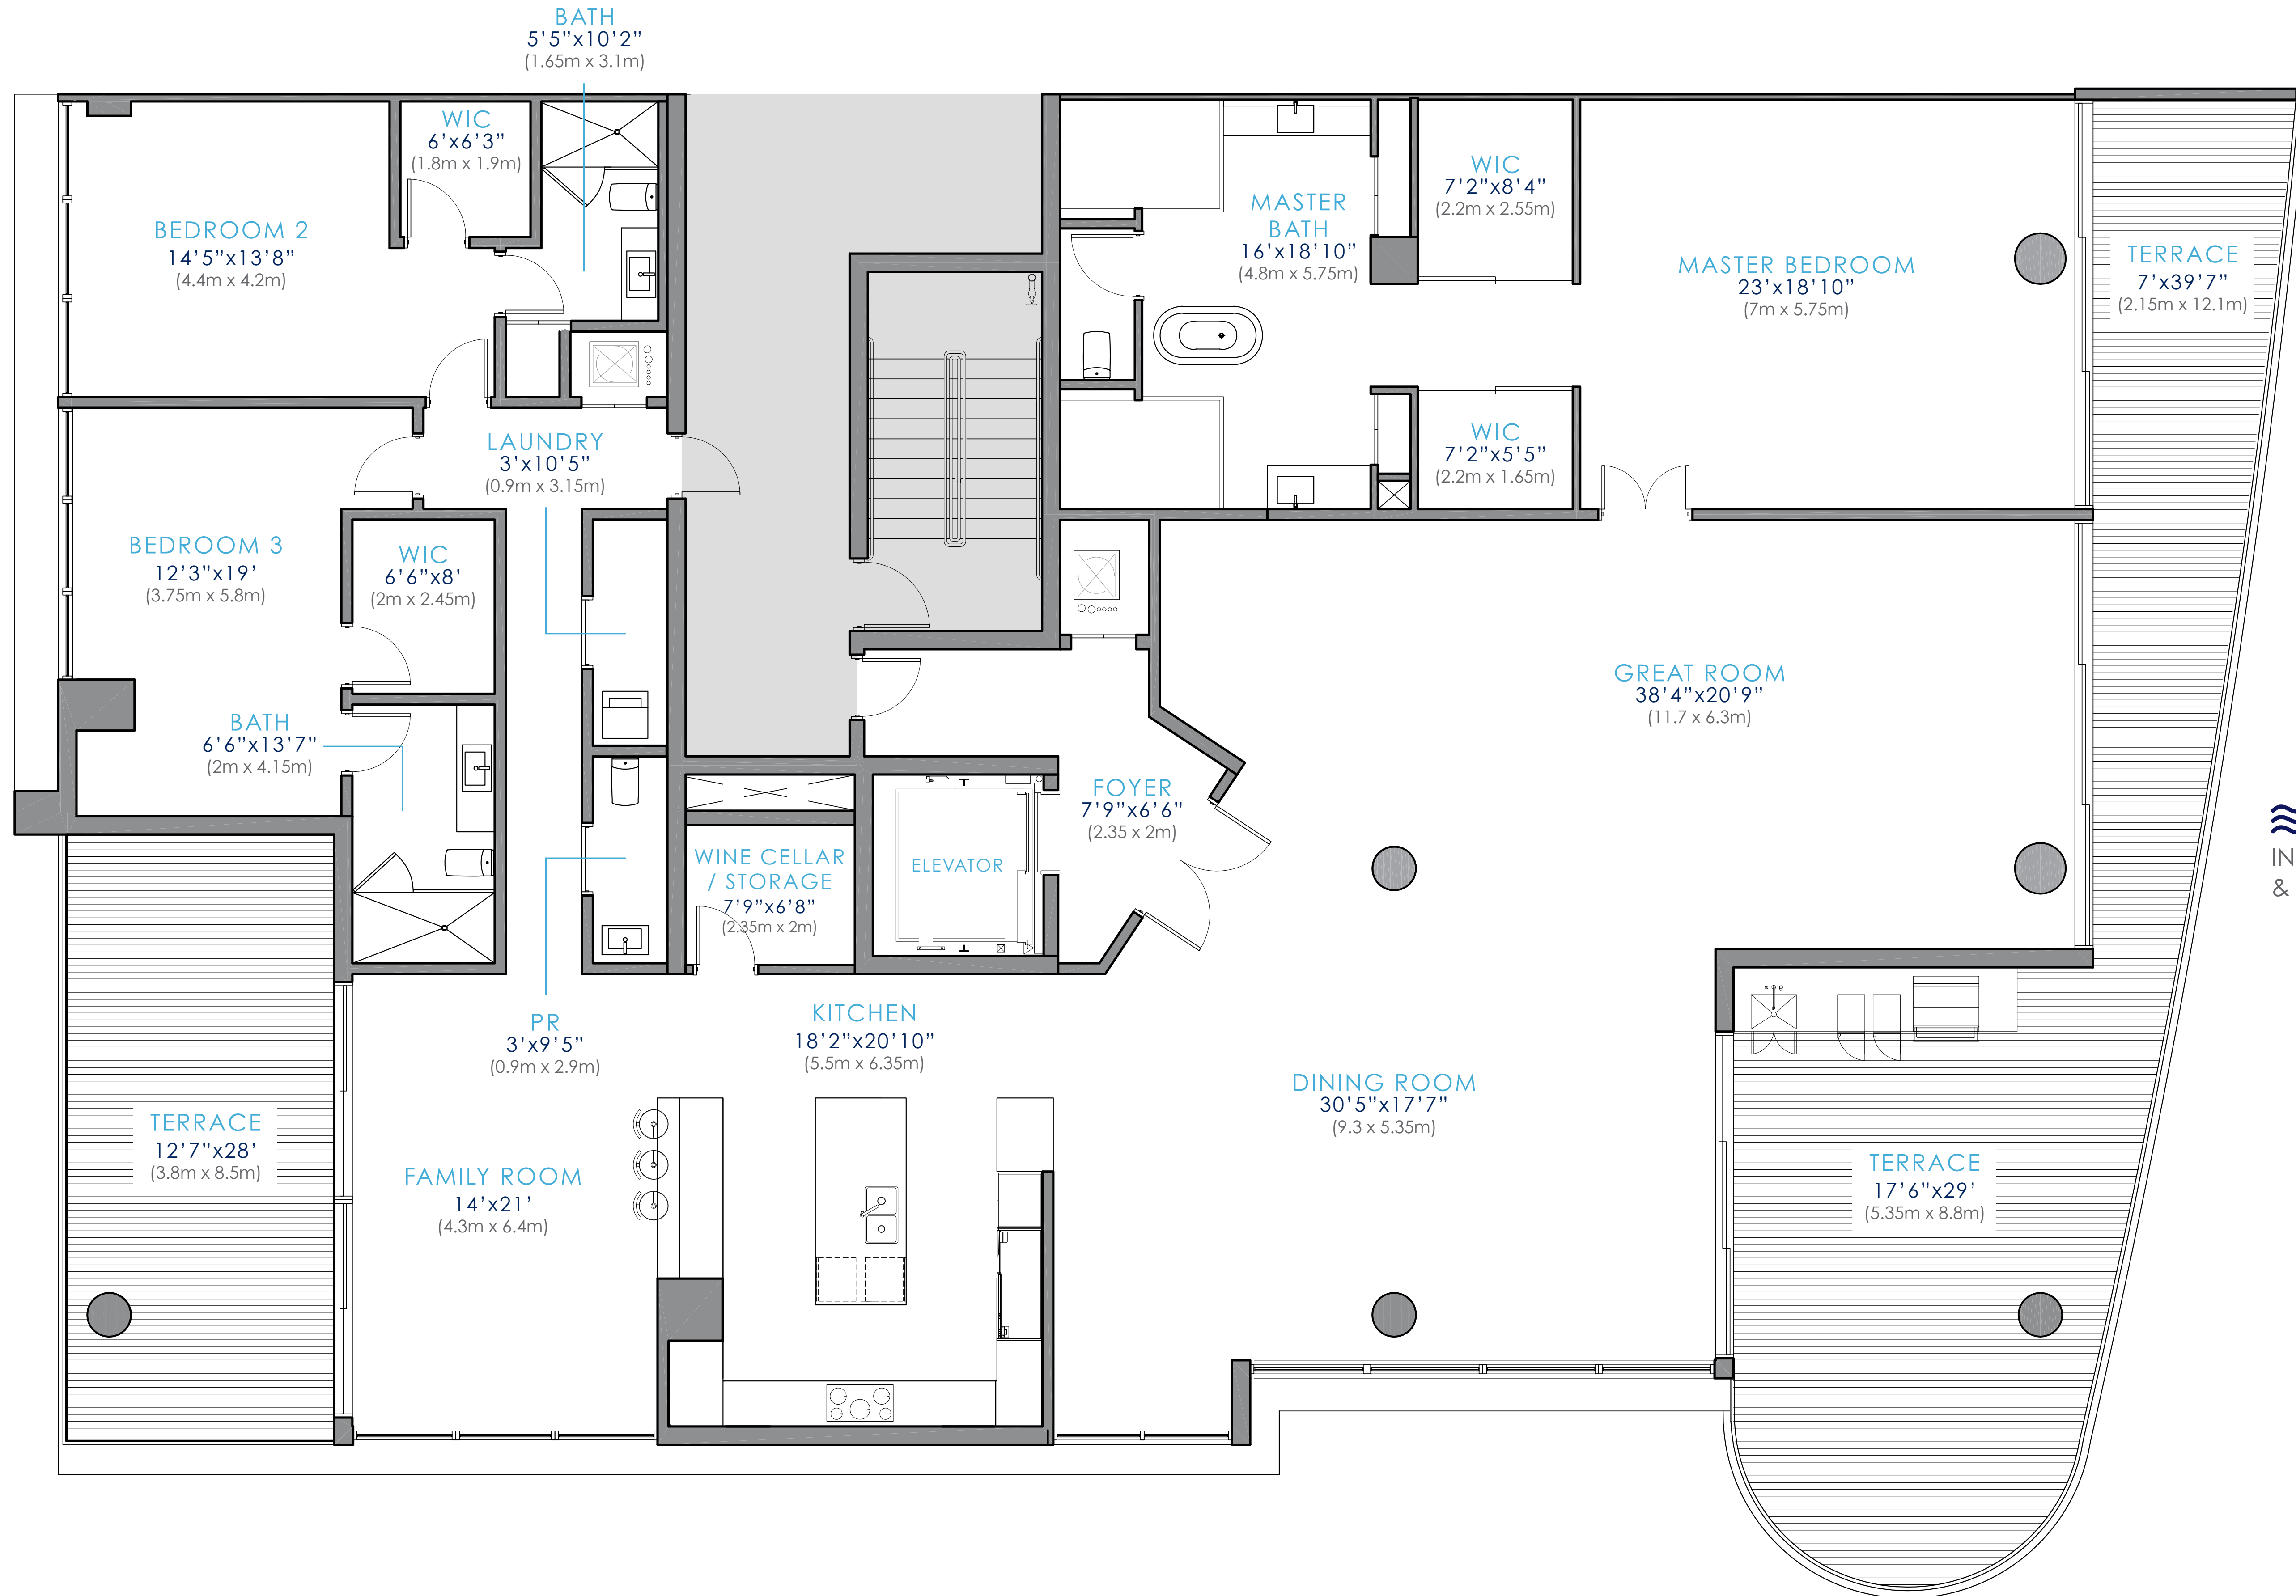 BATH
5'5"x10'2"
(1.65m x 3.1m)
WIC
6'x6'3"
(1.8m x 1.9m)
BEDROOM 2
14'5"x13'8"
(4.4m x 4.2m)
MASTER
BATH
16'x18'10"
(4.8m x 5.75m)
WIC
7'2"x8'4"
(2.2m x 2.55m)
MASTER BEDROOM
23'x18'10"
(7m x 5.75m)
TERRACE
7'x39'7"
(2.15m x 12.1m)
LAUNDRY
3'x10'5"
(0.9m x 3.15m)
WIC
7'2"x5'5"
(2.2m x 1.65m)
BEDROOM 3
12'3"x19'
(3.75m x 5.8m)
WIC
6'6"x8'
(2m x 2.45m)
GREAT ROOM
38'4"x20'9"
(11.7 x 6.3m)
BATH
6'6"x13'7"
(2m x 4.15m)
FOYER
7'9"x6'6"
(2.35 x 2m)
WINE CELLAR
/ STORAGE
7'9"x6'8"
(2.35m x 2m)
ELEVATOR
IN
&
PR
3'x9'5"
(0.9m x 2.9m)
KITCHEN
18'2"x20'10"
(5.5m x 6.35m)
DINING ROOM
30'5"x17'7"
(9.3 x 5.35m)
TERRACE
12'7"x28'
(3.8m x 8.5m)
FAMILY ROOM
14'x21'
(4.3m x 6.4m)
TERRACE
17'6"x29'
(5.35m x 8.8m)